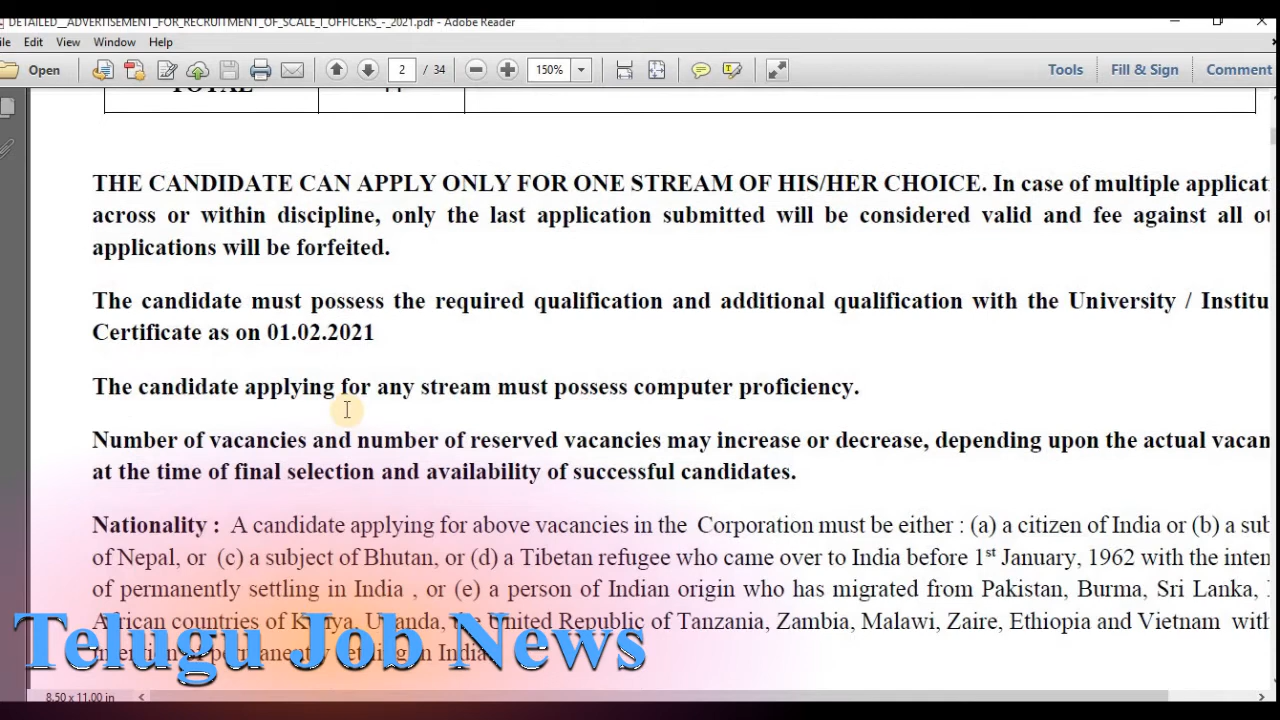 DETAILED__ADVERTISEMENT_FOR_RECRUITMENT_OF_SCALE_I_OFFICERS_-_2021.pdf - Adobe Reader
ile Edit View Window Help
Open 2 / 34 150% Tools Fill & Sign Comment
TOTAL
THE CANDIDATE CAN APPLY ONLY FOR ONE STREAM OF HIS/HER CHOICE. In case of multiple applicati
across or within discipline, only the last application submitted will be considered valid and fee against all ot
applications will be forfeited.
The candidate must possess the required qualification and additional qualification with the University / Institu
Certificate as on 01.02.2021
The candidate applying for any stream must possess computer proficiency.
Number of vacancies and number of reserved vacancies may increase or decrease, depending upon the actual vacan
at the time of final selection and availability of successful candidates.
Nationality : A candidate applying for above vacancies in the Corporation must be either : (a) a citizen of India or (b) a sub
of Nepal, or (c) a subject of Bhutan, or (d) a Tibetan refugee who came over to India before 1st January, 1962 with the inten
of permanently settling in India , or (e) a person of Indian origin who has migrated from Pakistan, Burma, Sri Lanka,
African countries of Kenya, Uganda, the United Republic of Tanzania, Zambia, Malawi, Zaire, Ethiopia and Vietnam with
intention of permanently settling in India.
Telugu Job News
8.50 x 11.00 in